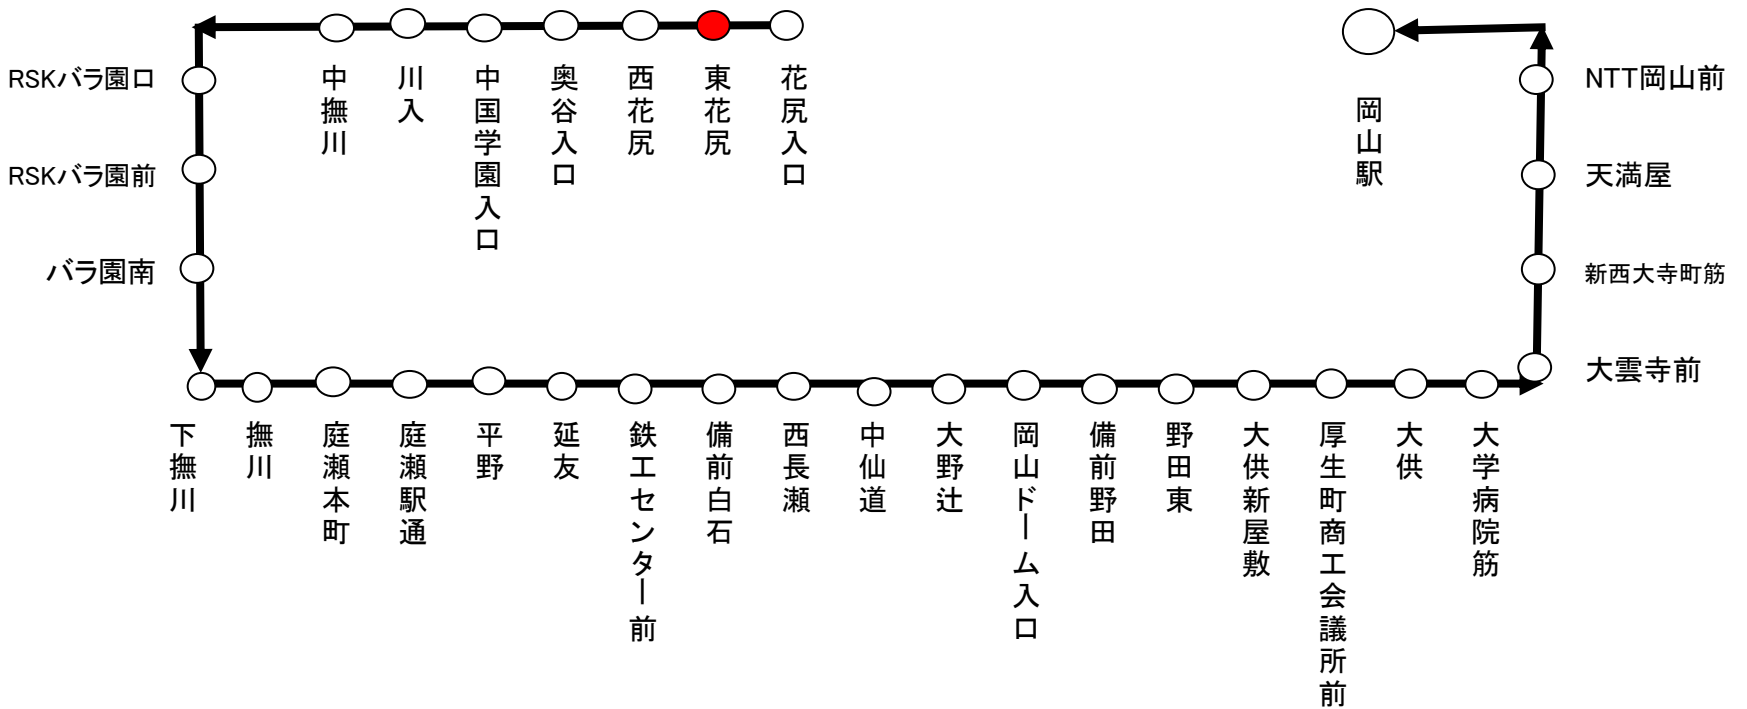 花尻入口
東花尻
西花尻
奥谷入口
中国学園入口
川入
中撫川
RSKバラ園口
RSKバラ園前
バラ園南
下撫川
撫川
庭瀬本町
庭瀬駅通
平野
延友
鉄工センター前
備前白石
西長瀬
中仙道
大野辻
岡山ドーム入口
備前野田
野田東
大供新屋敷
厚生町商工会議所前
大供
大学病院筋
大雲寺前
新西大寺町筋
天満屋
NTT岡山前
岡山駅